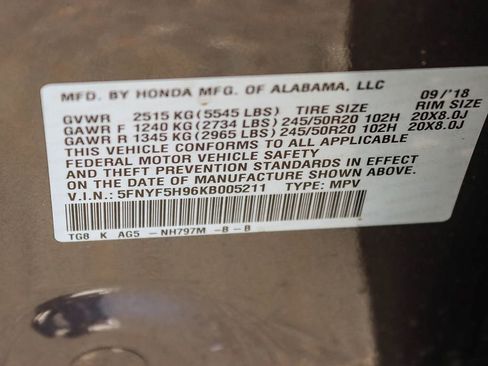 MFD. BY HONDA MFG. OF ALABAMA, LLC 09/'18
GVWR 2515 KG (5545 LBS) TIRE SIZE RIM SIZE
GAWR F 1240 KG (2734 LBS) 245/50R20 102H 20X8.0J
GAWR R 1345 KG (2965 LBS) 245/50R20 102H 20X8.0J
THIS VEHICLE CONFORMS TO ALL APPLICABLE
FEDERAL MOTOR VEHICLE SAFETY
AND THEFT PREVENTION STANDARDS IN EFFECT
ON THE DATE OF MANUFACTURE SHOWN ABOVE.
V.I.N.: 5FNYF5H96KB005211 TYPE: MPV
TG8 K AG5 -NH797M -B-B